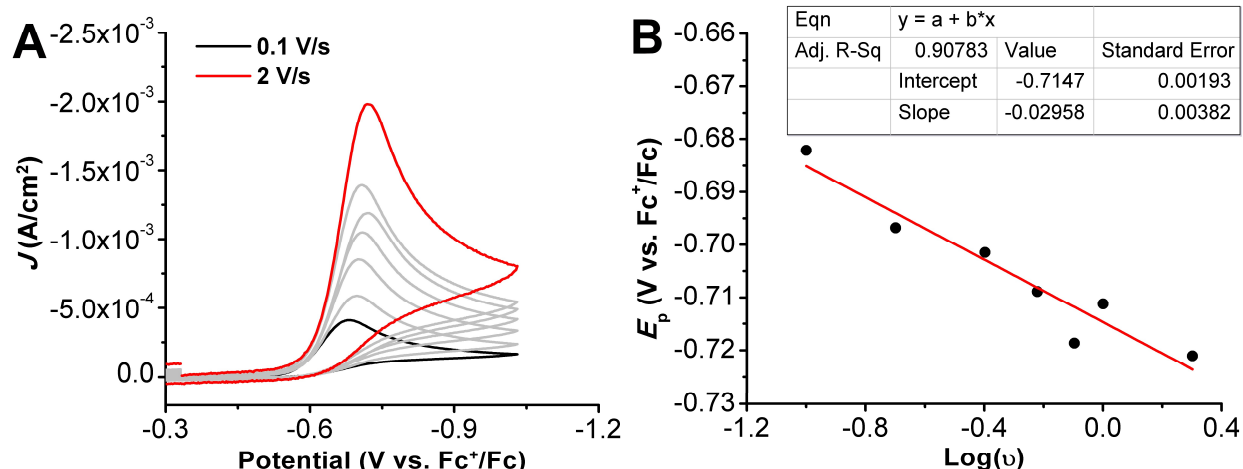 A
-2.5x10⁻³
-2.0x10⁻³
-1.5x10⁻³
-1.0x10⁻³
-5.0x10⁻⁴
0.0
J (A/cm²)
0.1 V/s
2 V/s
-0.3
-0.6
-0.9
-1.2
Potential (V vs. Fc⁺/Fc)
B
-0.66
-0.67
-0.68
-0.69
-0.70
-0.71
-0.72
-0.73
Eₚ (V vs. Fc⁺/Fc)
Eqn y = a + b*x
Adj. R-Sq 0.90783 Value Standard Error
Intercept -0.7147 0.00193
Slope -0.02958 0.00382
-1.2
-0.8
-0.4
0.0
0.4
Log(υ)